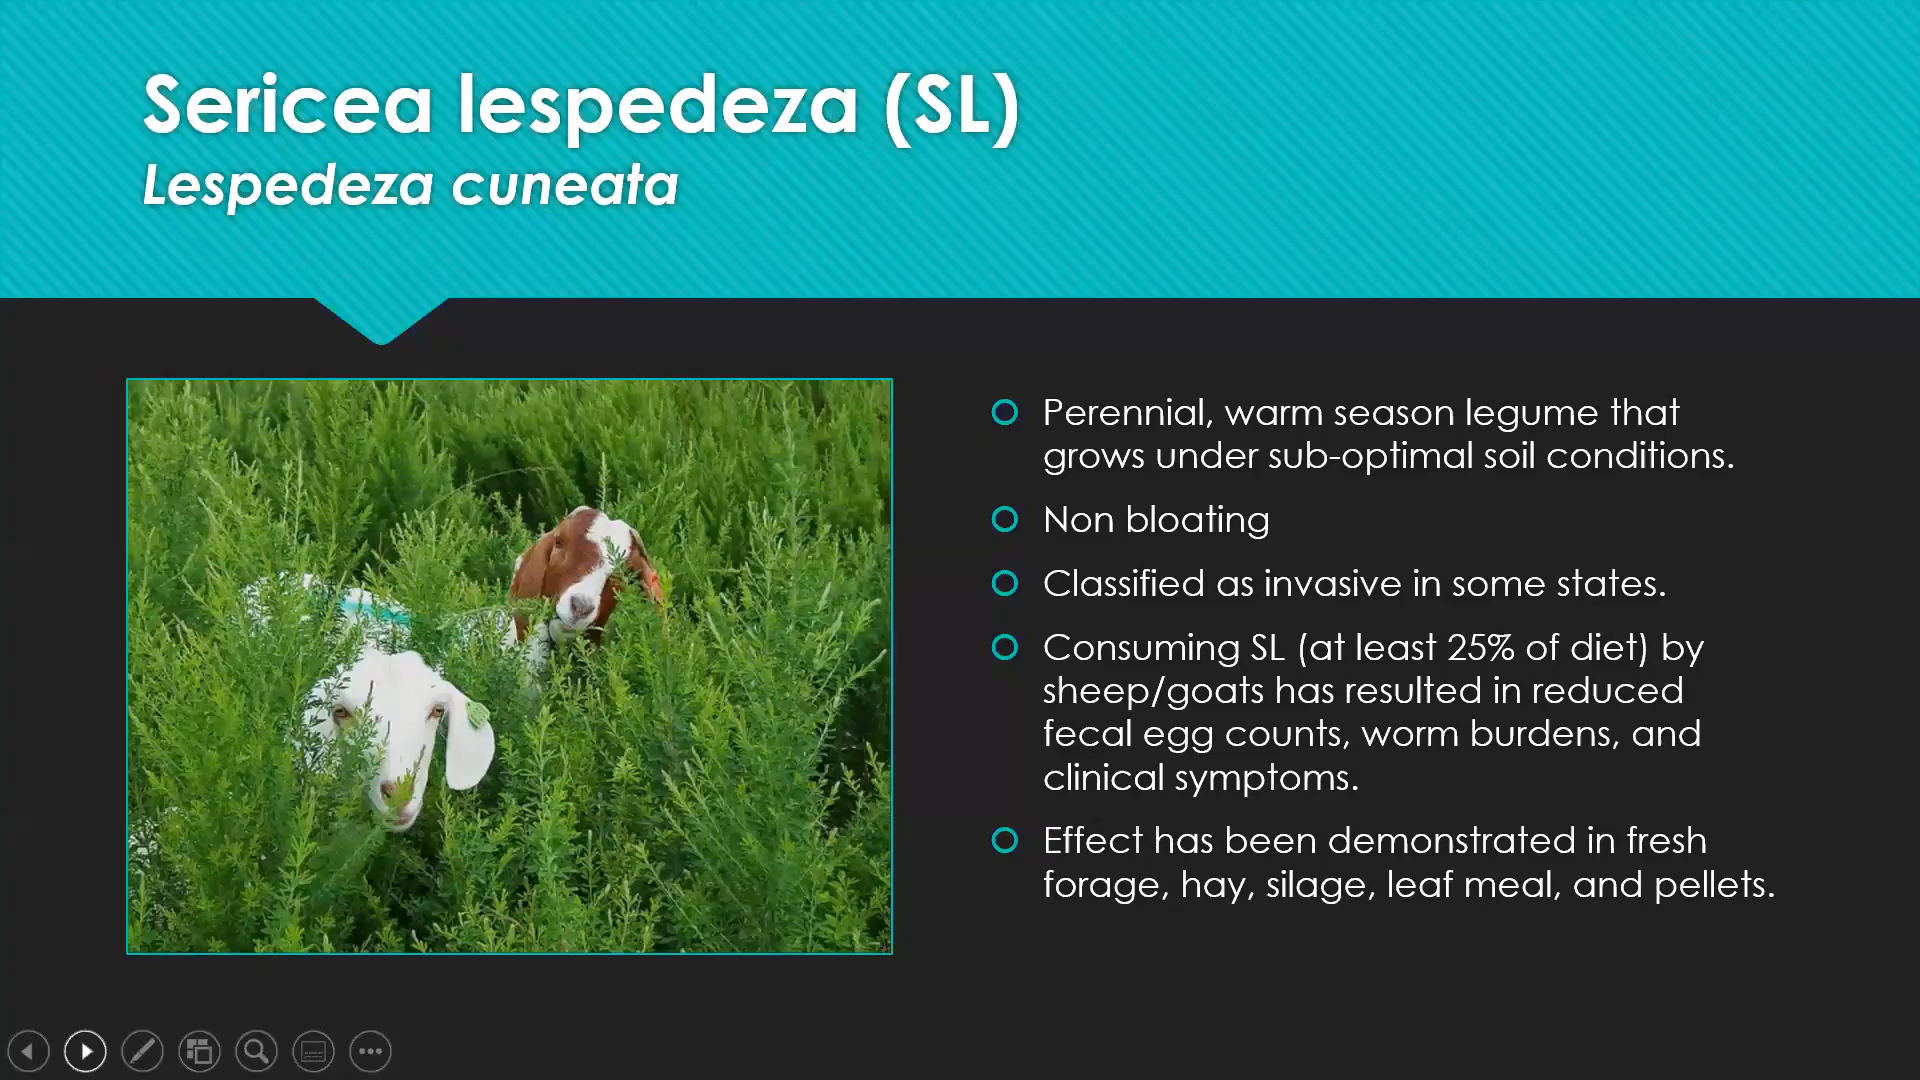 Sericea lespedeza (SL)
Lespedeza cuneata
Perennial, warm season legume that
grows under sub-optimal soil conditions.
Non bloating
Classified as invasive in some states.
Consuming SL (at least 25% of diet) by
sheep/goats has resulted in reduced
fecal egg counts, worm burdens, and
clinical symptoms.
Effect has been demonstrated in fresh
forage, hay, silage, leaf meal, and pellets.